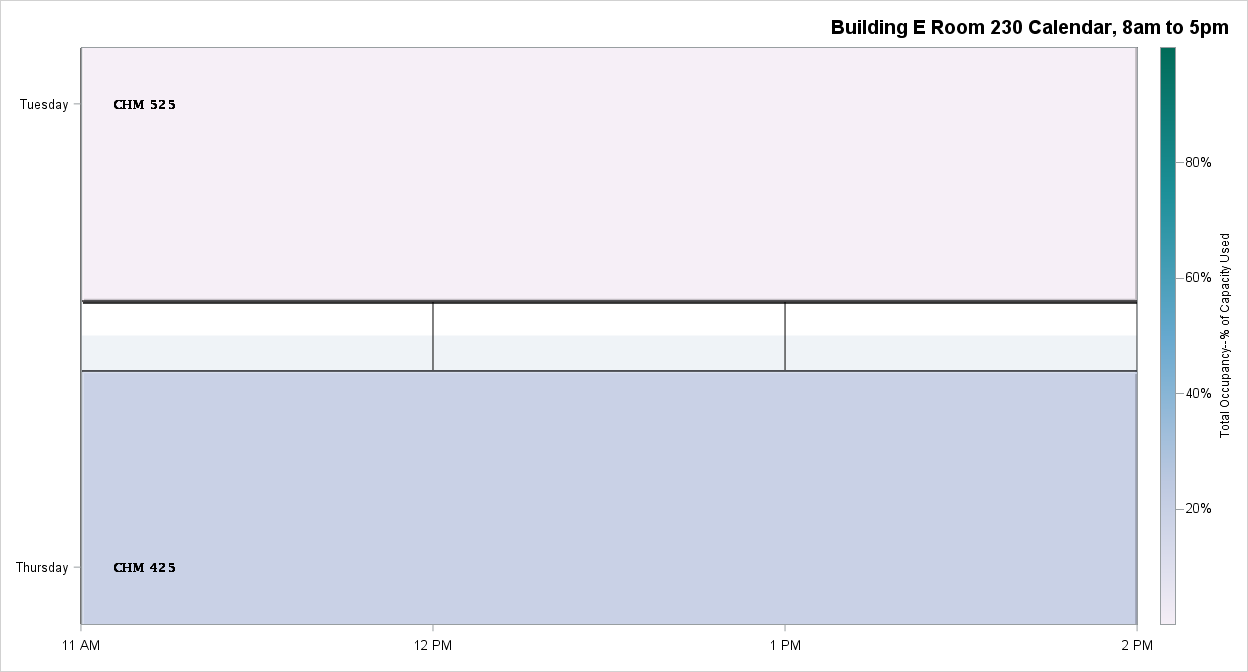 Building E Room 230 Calendar, 8am to 5pm
Tuesday
CHM 525
80%
60%
Total Occupancy--% of Capacity Used
40%
20%
Thursday
CHM 425
11 AM
12 PM
1 PM
2 PM